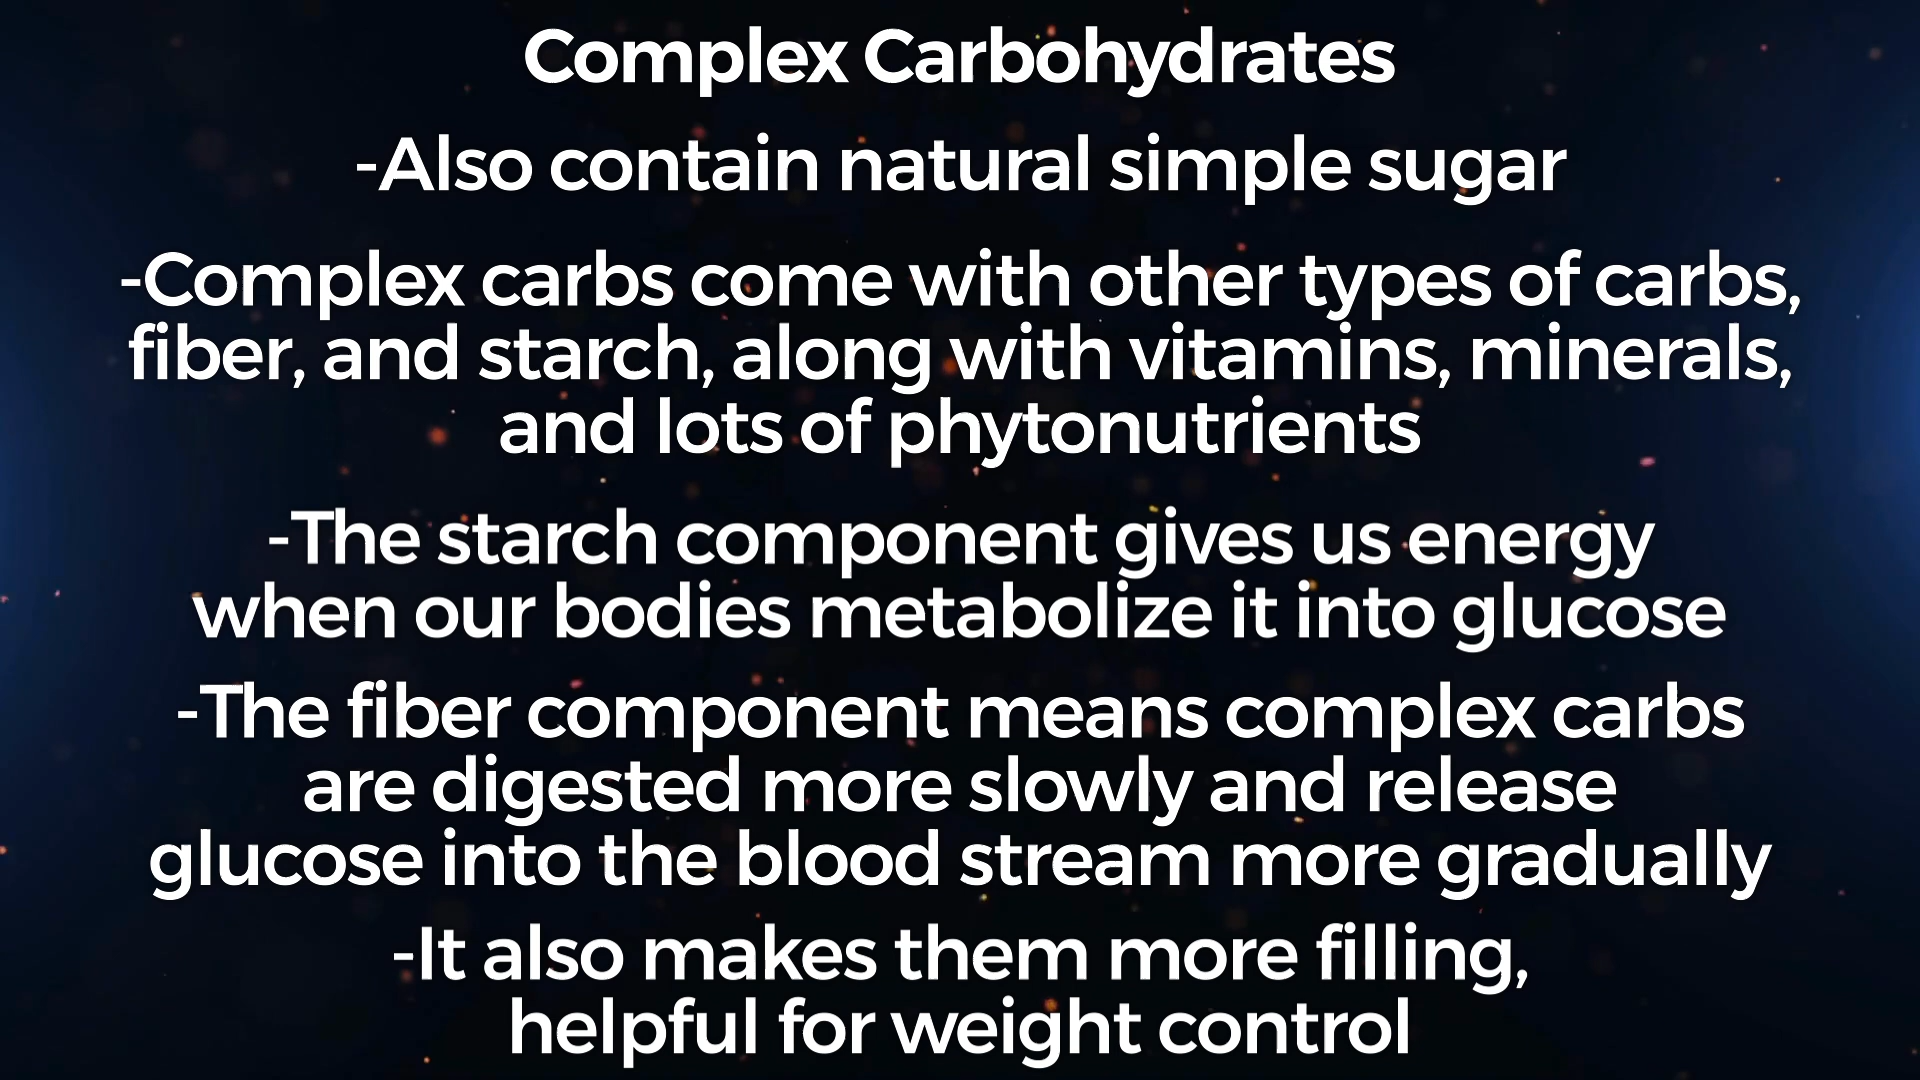 Complex Carbohydrates
-Also contain natural simple sugar
-Complex carbs come with other types of carbs,
fiber, and starch, along with vitamins, minerals,
and lots of phytonutrients
-The starch component gives us energy
when our bodies metabolize it into glucose
-The fiber component means complex carbs
are digested more slowly and release
glucose into the blood stream more gradually
-It also makes them more filling,
helpful for weight control